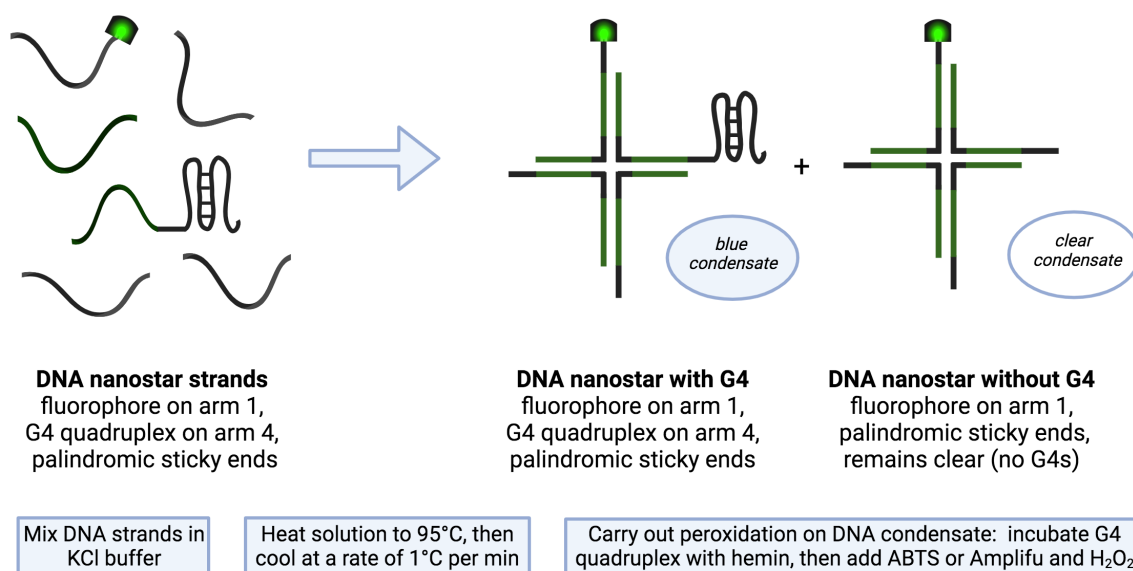 blue
condensate
+
clear
condensate
DNA nanostar strands
fluorophore on arm 1,
G4 quadruplex on arm 4,
palindromic sticky ends
DNA nanostar with G4
fluorophore on arm 1,
G4 quadruplex on arm 4,
palindromic sticky ends
DNA nanostar without G4
fluorophore on arm 1,
palindromic sticky ends,
remains clear (no G4s)
Mix DNA strands in
KCl buffer
Heat solution to 95°C, then
cool at a rate of 1°C per min
Carry out peroxidation on DNA condensate: incubate G4
quadruplex with hemin, then add ABTS or Amplifu and H₂O₂